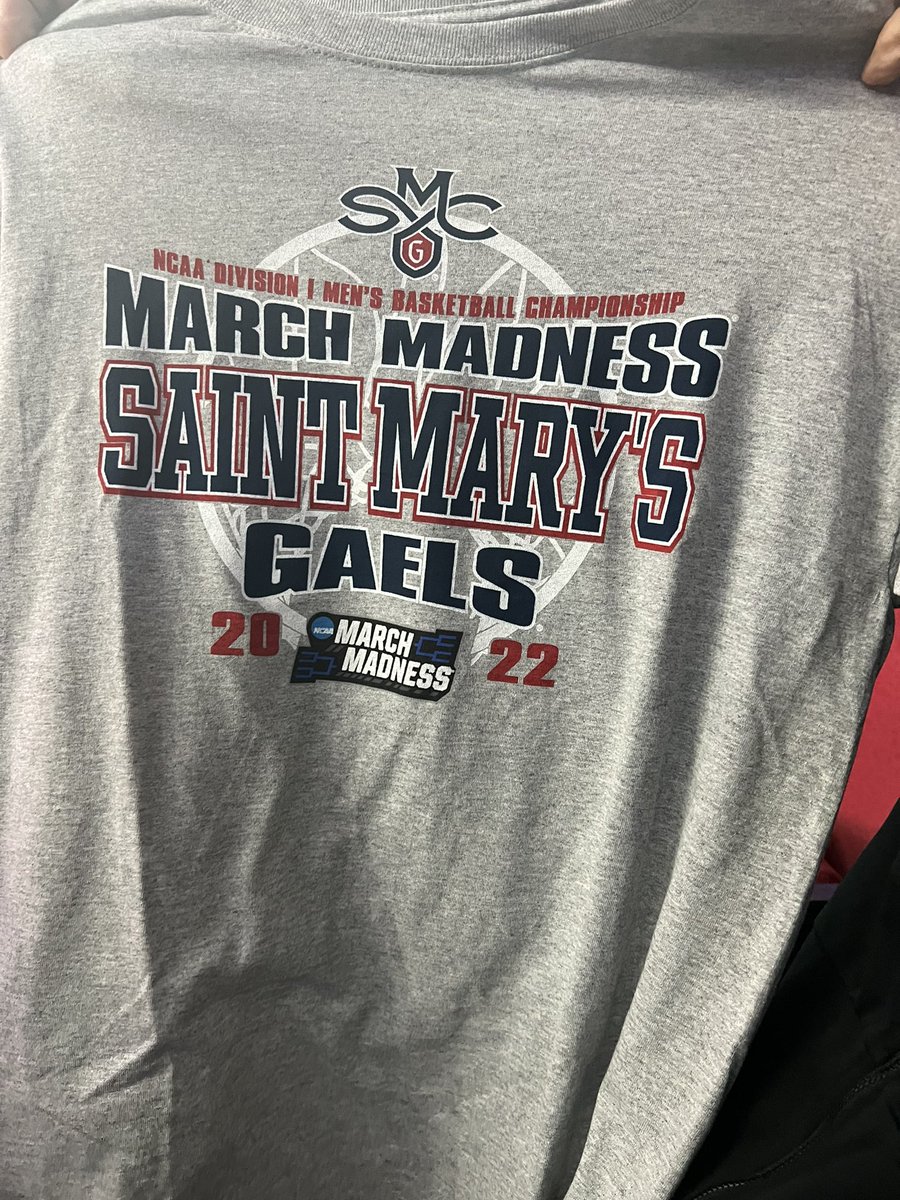 SMC
G
NCAA DIVISION I MEN'S BASKETBALL CHAMPIONSHIP
MARCH MADNESS
SAINT MARY'S
GAELS
20 22
NCAA MARCH
MADNESS